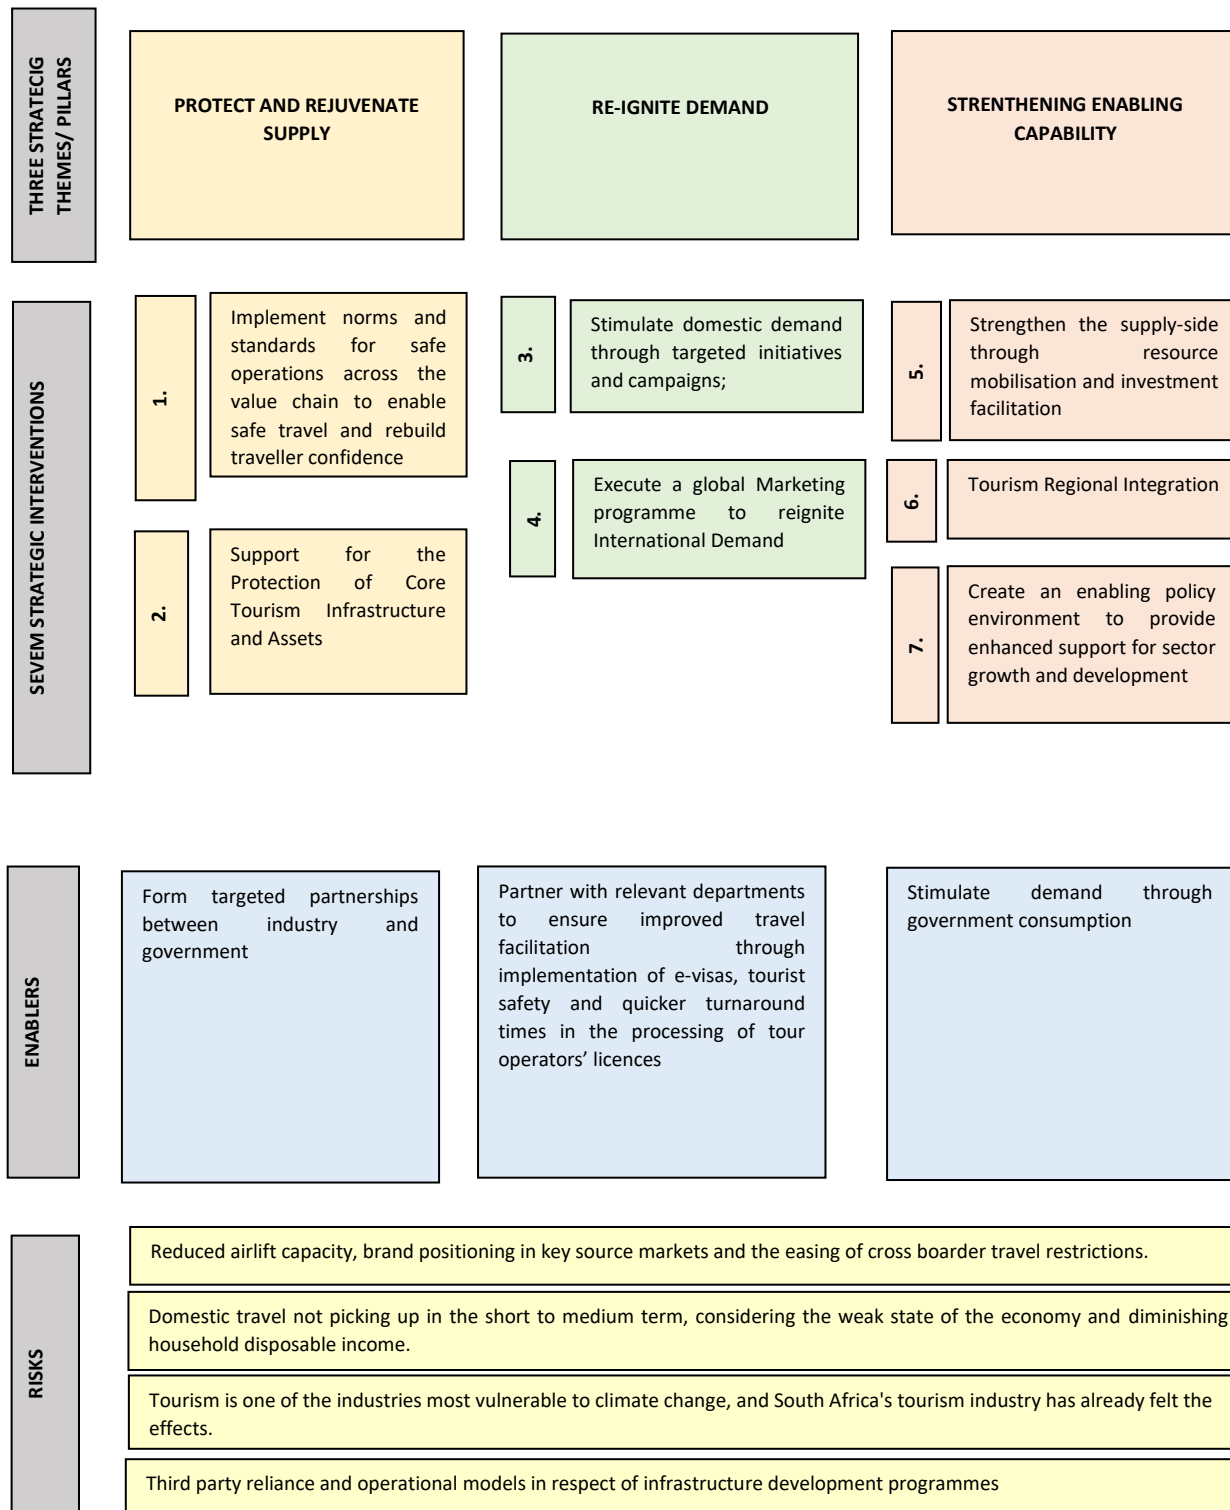 THREE STRATECIG
THEMES/ PILLARS
PROTECT AND REJUVENATE
SUPPLY
RE-IGNITE DEMAND
STRENTHENING ENABLING
CAPABILITY
SEVEM STRATEGIC INTERVENTIONS
1.
Implement norms and
standards for safe
operations across the
value chain to enable
safe travel and rebuild
traveller confidence
2.
Support for the
Protection of Core
Tourism Infrastructure
and Assets
3.
Stimulate domestic demand
through targeted initiatives
and campaigns;
4.
Execute a global Marketing
programme to reignite
International Demand
5.
Strengthen the supply-side
through resource
mobilisation and investment
facilitation
6.
Tourism Regional Integration
7.
Create an enabling policy
environment to provide
enhanced support for sector
growth and development
ENABLERS
Form targeted partnerships
between industry and
government
Partner with relevant departments
to ensure improved travel
facilitation through
implementation of e-visas, tourist
safety and quicker turnaround
times in the processing of tour
operators’ licences
Stimulate demand through
government consumption
RISKS
Reduced airlift capacity, brand positioning in key source markets and the easing of cross boarder travel restrictions.
Domestic travel not picking up in the short to medium term, considering the weak state of the economy and diminishing
household disposable income.
Tourism is one of the industries most vulnerable to climate change, and South Africa's tourism industry has already felt the
effects.
Third party reliance and operational models in respect of infrastructure development programmes